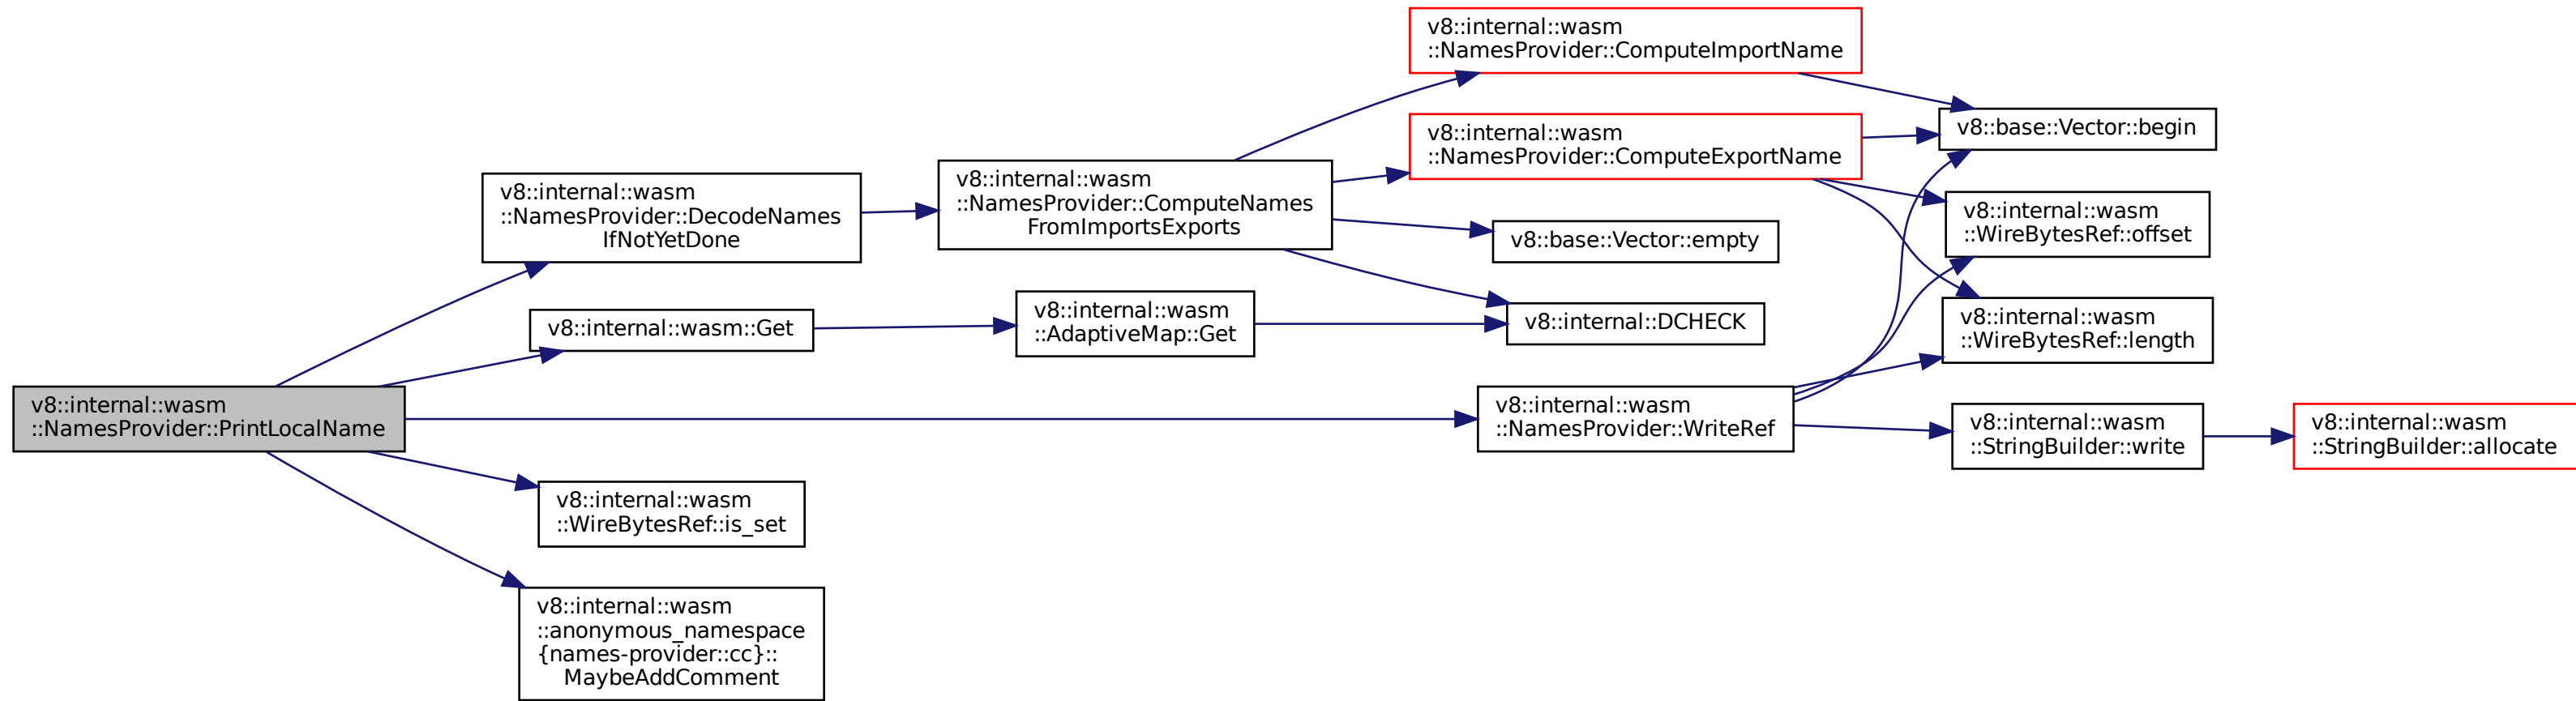 v8::internal::wasm
::NamesProvider::PrintLocalName
v8::internal::wasm
::NamesProvider::DecodeNames
IfNotYetDone
v8::internal::wasm
::NamesProvider::ComputeNames
FromImportsExports
v8::internal::wasm
::NamesProvider::ComputeImportName
v8::base::Vector::begin
v8::internal::wasm
::NamesProvider::ComputeExportName
v8::internal::wasm
::WireBytesRef::offset
v8::internal::wasm
::WireBytesRef::length
v8::base::Vector::empty
v8::internal::DCHECK
v8::internal::wasm::Get
v8::internal::wasm
::AdaptiveMap::Get
v8::internal::wasm
::NamesProvider::WriteRef
v8::internal::wasm
::StringBuilder::write
v8::internal::wasm
::StringBuilder::allocate
v8::internal::wasm
::WireBytesRef::is_set
v8::internal::wasm
::anonymous_namespace
{names-provider::cc}::
MaybeAddComment